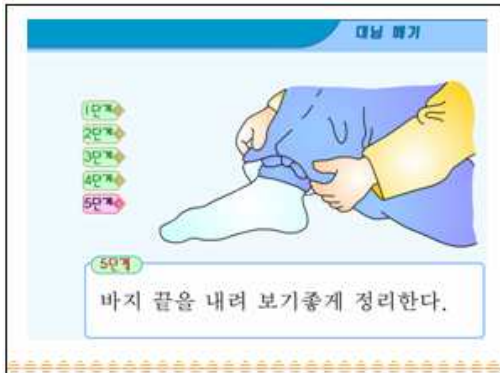 대님 매기
1단계
2단계
3단계
4단계
5단계
5단계
바지 끝을 내려 보기좋게 정리한다.